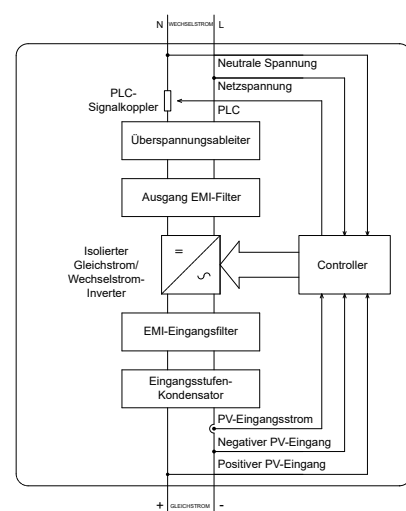 N WECHSELSTROM L
Neutrale Spannung
Netzspannung
PLC-
Signalkoppler
PLC
Überspannungsableiter
Ausgang EMI-Filter
Isolierter
Gleichstrom/
Wechselstrom-
Inverter
=
Controller
EMI-Eingangsfilter
Eingangsstufen-
Kondensator
PV-Eingangsstrom
Negativer PV-Eingang
Positiver PV-Eingang
+ GLEICHSTROM -